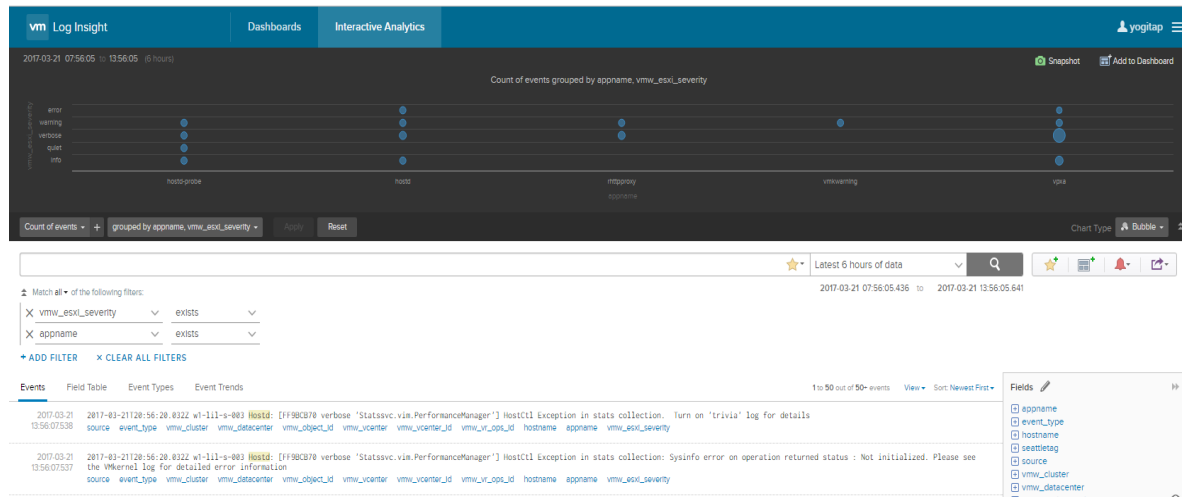 vm Log Insight Dashboards Interactive Analytics yogitap
2017-03-21 07:56:05 to 13:56:05 (6 hours) Snapshot Add to Dashboard
Count of events grouped by appname, vmw_esxi_severity
vmw_esxi_severity
error
warning
verbose
quiet
info
hostd-probe hostd rhttpproxy vmkwarning vpxa
appname
Count of events + grouped by appname, vmw_esxi_severity Apply Reset Chart Type Bubble
Latest 6 hours of data
Match all of the following filters: 2017-03-21 07:56:05.436 to 2017-03-21 13:56:05.641
X vmw_esxi_severity exists
X appname exists
+ ADD FILTER × CLEAR ALL FILTERS
Events Field Table Event Types Event Trends 1 to 50 out of 50+ events View Sort: Newest First Fields
2017-03-21 2017-03-21T20:56:20.032Z w1-lil-s-003 Hostd: [FF9BCB70 verbose 'Statssvc.vim.PerformanceManager'] HostCtl Exception in stats collection. Turn on 'trivia' log for details
13:56:07.538 source event_type vmw_cluster vmw_datacenter vmw_object_id vmw_vcenter vmw_vcenter_id vmw_vr_ops_id hostname appname vmw_esxi_severity
2017-03-21 2017-03-21T20:56:20.032Z w1-lil-s-003 Hostd: [FF9BCB70 verbose 'Statssvc.vim.PerformanceManager'] HostCtl Exception in stats collection: Sysinfo error on operation returned status : Not initialized. Please see
13:56:07.537 the VMkernel log for detailed error information
source event_type vmw_cluster vmw_datacenter vmw_object_id vmw_vcenter vmw_vcenter_id vmw_vr_ops_id hostname appname vmw_esxi_severity
appname
event_type
hostname
seattletag
source
vmw_cluster
vmw_datacenter